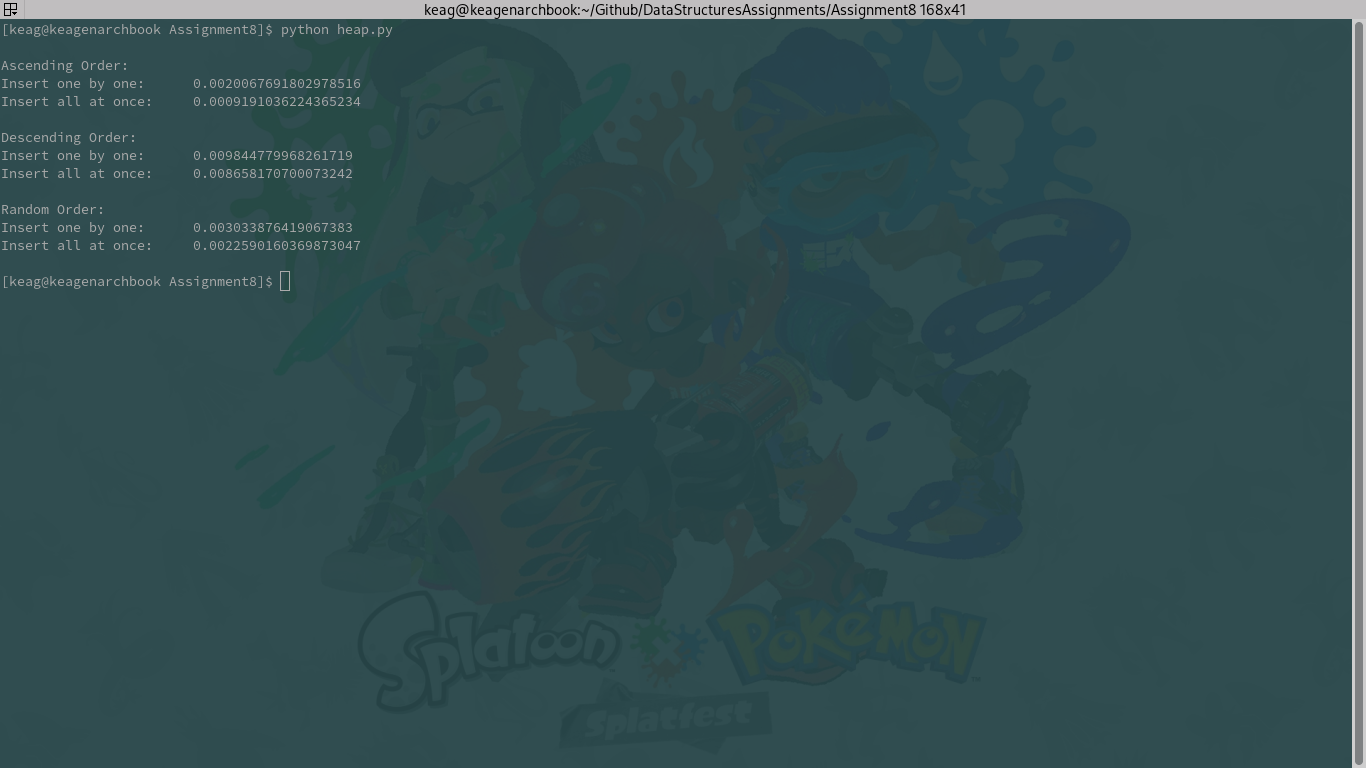 keag@keagenarchbook:~/Github/DataStructuresAssignments/Assignment8 168x41
[keag@keagenarchbook Assignment8]$ python heap.py
Ascending Order:
Insert one by one:     0.0020067691802978516
Insert all at once:     0.0009191036224365234
Descending Order:
Insert one by one:     0.009844779968261719
Insert all at once:     0.008658170700073242
Random Order:
Insert one by one:     0.003033876419067383
Insert all at once:     0.0022590160369873047
[keag@keagenarchbook Assignment8]$
Splatoon
POKéMON
Splatfest